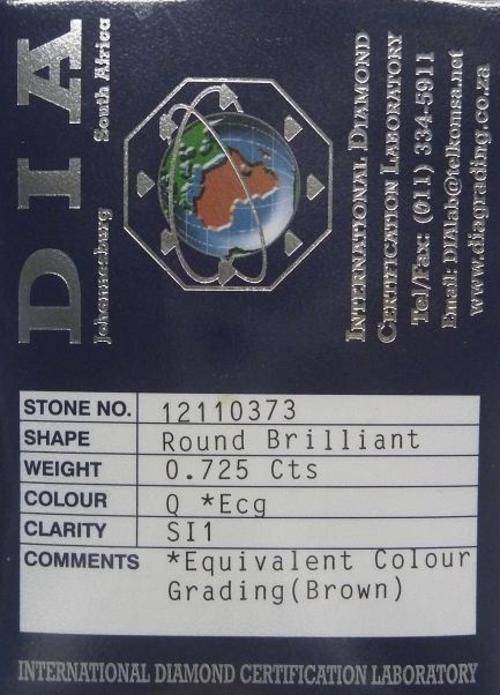 DIA
Johannesburg South Africa
INTERNATIONAL DIAMOND
CERTIFICATION LABORATORY
Tel/Fax: (011) 334-5911
Email: DIAlab@telkomsa.net
www.diagrading.co.za
STONE NO. 12110373
SHAPE Round Brilliant
WEIGHT 0.725 Cts
COLOUR Q *Ecg
CLARITY SI1
COMMENTS *Equivalent Colour
Grading(Brown)
INTERNATIONAL DIAMOND CERTIFICATION LABORATORY